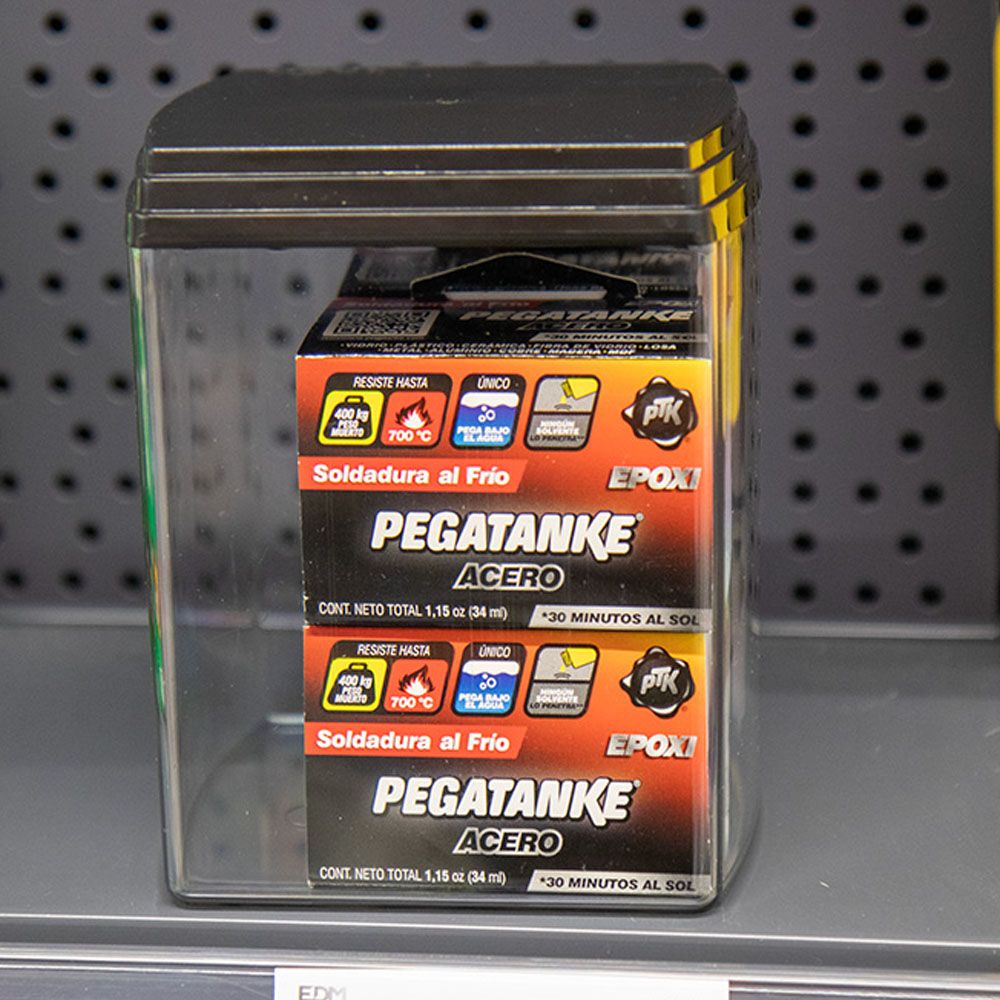 PEGATANKE
ACERO
*30 MINUTOS AL SOL
•VIDRIO•PLÁSTICO•CERÁMICA•FIBRA DE VIDRIO•LOSA
•METAL•ALUMINIO•COBRE•MADERA•MDF
RESISTE HASTA
400 kg
PESO
MUERTO
700 °C
ÚNICO
PEGA BAJO
EL AGUA
NINGÚN
SOLVENTE
LO PENETRA**
PTK
Soldadura al Frío
EPOXI
PEGATANKE®
ACERO
CONT. NETO TOTAL 1,15 oz (34 ml)
*30 MINUTOS AL SOL
RESISTE HASTA
400 kg
PESO
MUERTO
700 °C
ÚNICO
PEGA BAJO
EL AGUA
NINGÚN
SOLVENTE
LO PENETRA**
PTK
Soldadura al Frío
EPOXI
PEGATANKE®
ACERO
CONT. NETO TOTAL 1,15 oz (34 ml)
*30 MINUTOS AL SOL
EDM